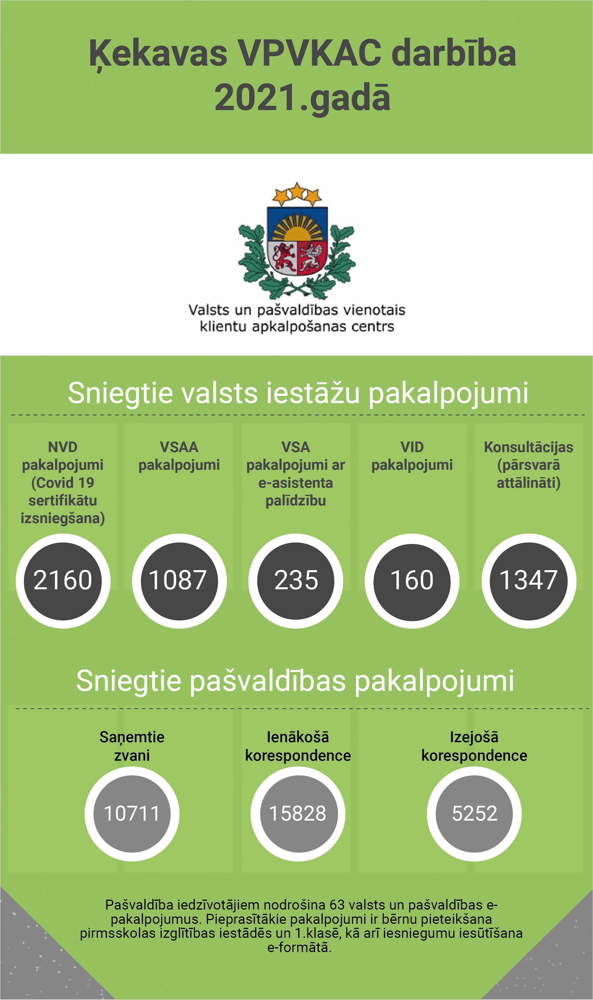 Ķekavas VPVKAC darbība
2021.gadā
Valsts un pašvaldības vienotais
klientu apkalpošanas centrs
Sniegtie valsts iestāžu pakalpojumi
NVD
pakalpojumi
(Covid 19
sertifikātu
izsniegšana)
2160
VSAA
pakalpojumi
1087
VSA
pakalpojumi ar
e-asistenta
palīdzību
235
VID
pakalpojumi
160
Konsultācijas
(pārsvarā
attālināti)
1347
Sniegtie pašvaldības pakalpojumi
Saņemtie
zvani
10711
Ienākošā
korespondence
15828
Izejošā
korespondence
5252
Pašvaldība iedzīvotājiem nodrošina 63 valsts un pašvaldības e-
pakalpojumus. Pieprasītākie pakalpojumi ir bērnu pieteikšana
pirmsskolas izglītības iestādēs un 1.klasē, kā arī iesniegumu iesūtīšana
e-formātā.